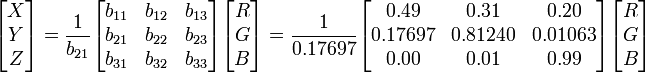 [X Y Z] = 1/b₂₁ [b₁₁ b₁₂ b₁₃; b₂₁ b₂₂ b₂₃; b₃₁ b₃₂ b₃₃] [R G B] = 1/0.17697 [0.49 0.31 0.20; 0.17697 0.81240 0.01063; 0.00 0.01 0.99] [R G B]